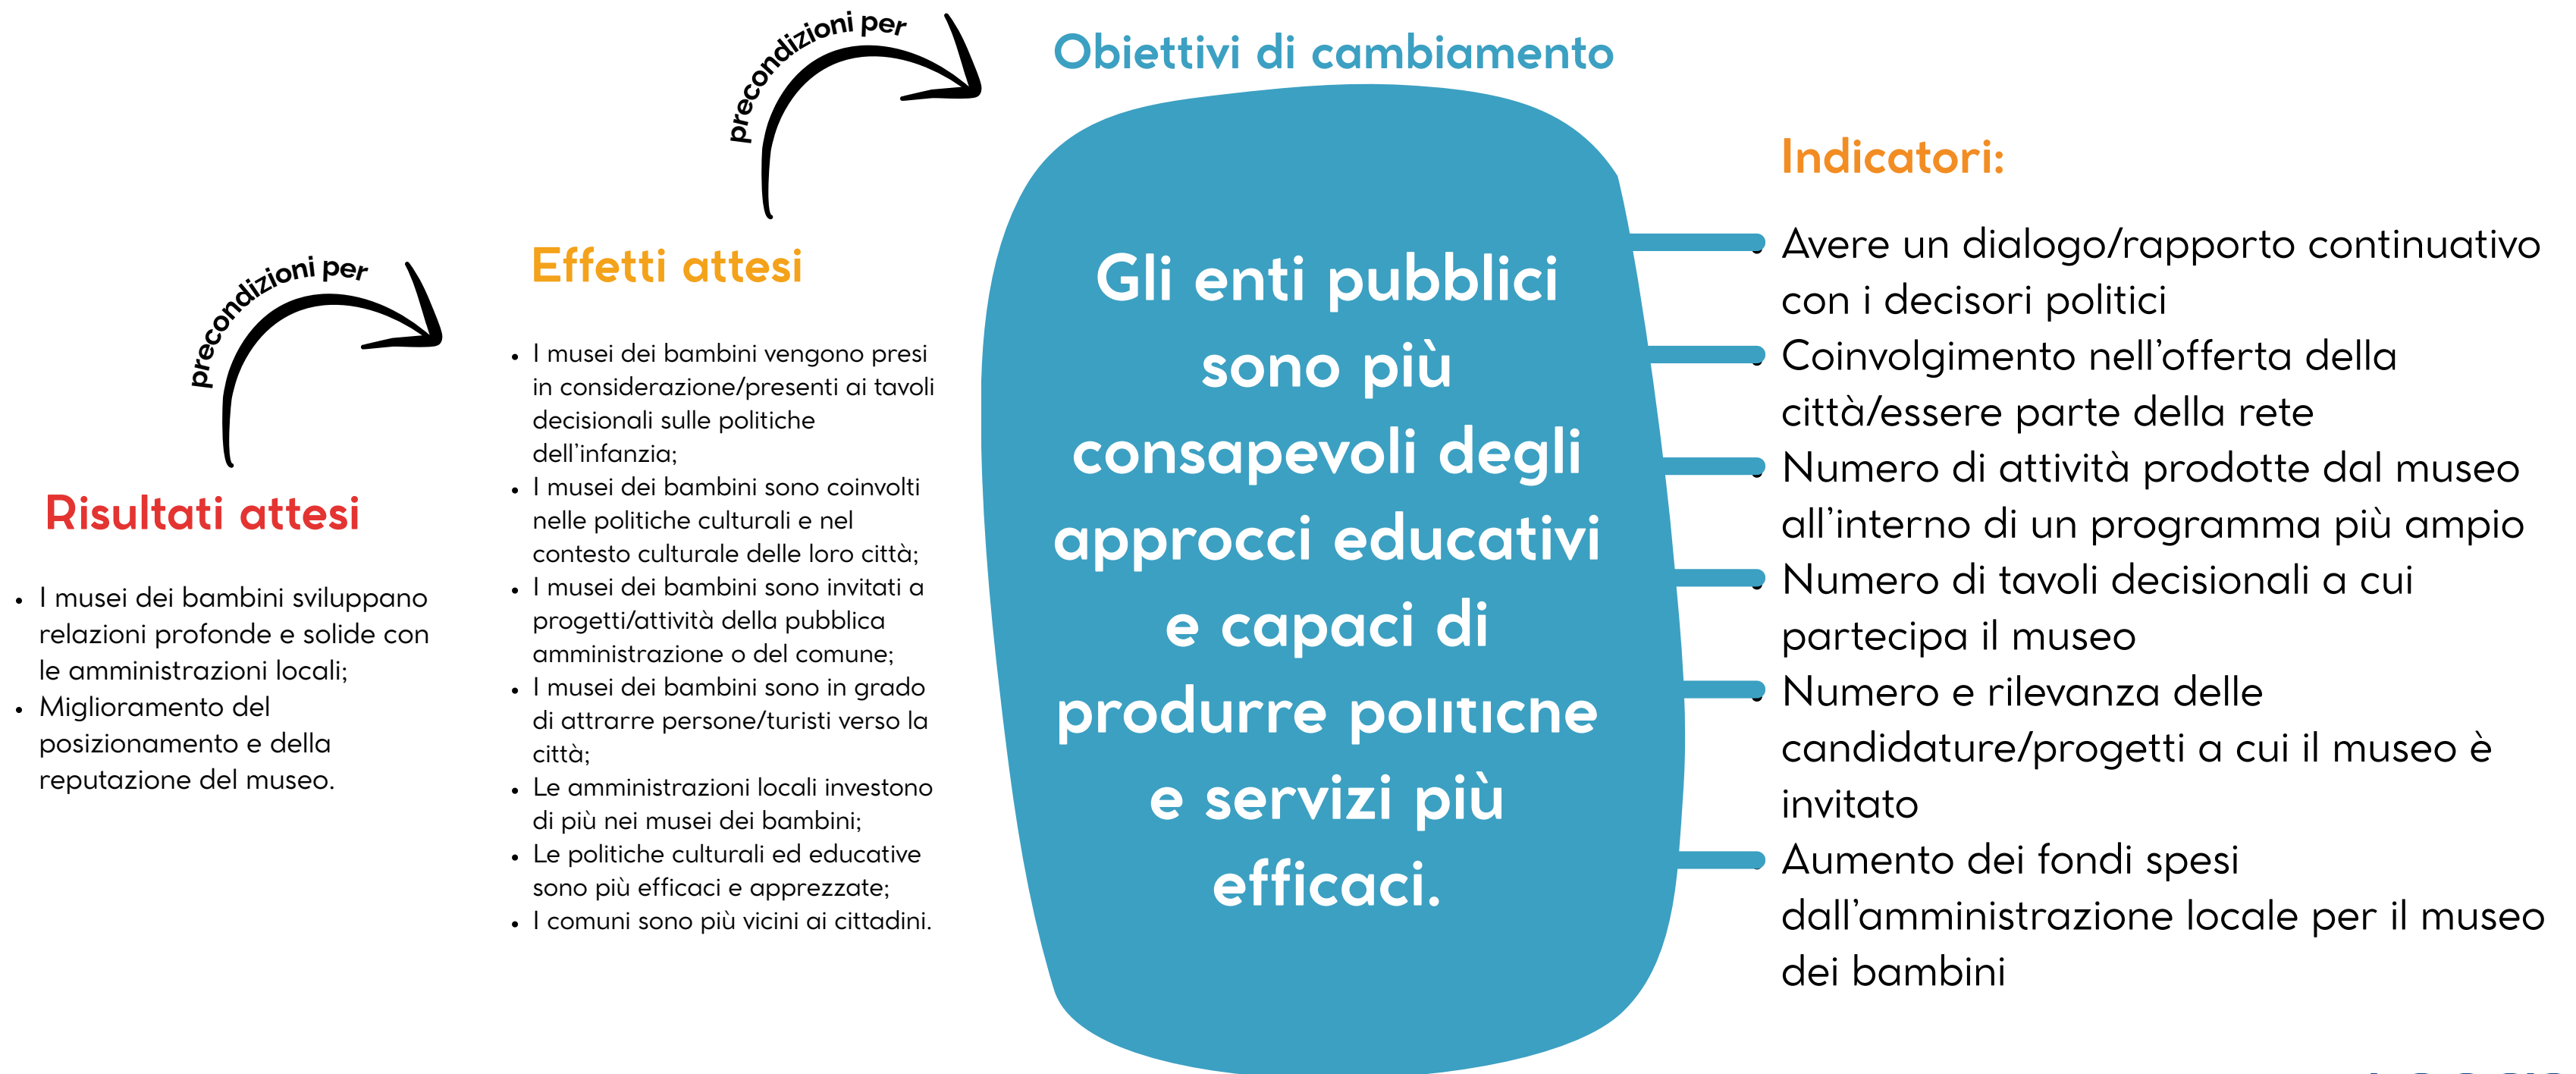 precondizioni per
Obiettivi di cambiamento
Indicatori:
precondizioni per
Effetti attesi
Risultati attesi
• I musei dei bambini sviluppano
relazioni profonde e solide con
le amministrazioni locali;
• Miglioramento del
posizionamento e della
reputazione del museo.
• I musei dei bambini vengono presi
in considerazione/presenti ai tavoli
decisionali sulle politiche
dell'infanzia;
• I musei dei bambini sono coinvolti
nelle politiche culturali e nel
contesto culturale delle loro città;
• I musei dei bambini sono invitati a
progetti/attività della pubblica
amministrazione o del comune;
• I musei dei bambini sono in grado
di attrarre persone/turisti verso la
città;
• Le amministrazioni locali investono
di più nei musei dei bambini;
• Le politiche culturali ed educative
sono più efficaci e apprezzate;
• I comuni sono più vicini ai cittadini.
Gli enti pubblici
sono più
consapevoli degli
approcci educativi
e capaci di
produrre politiche
e servizi più
efficaci.
• Avere un dialogo/rapporto continuativo
con i decisori politici
• Coinvolgimento nell'offerta della
città/essere parte della rete
• Numero di attività prodotte dal museo
all'interno di un programma più ampio
• Numero di tavoli decisionali a cui
partecipa il museo
• Numero e rilevanza delle
candidature/progetti a cui il museo è
invitato
• Aumento dei fondi spesi
dall'amministrazione locale per il museo
dei bambini